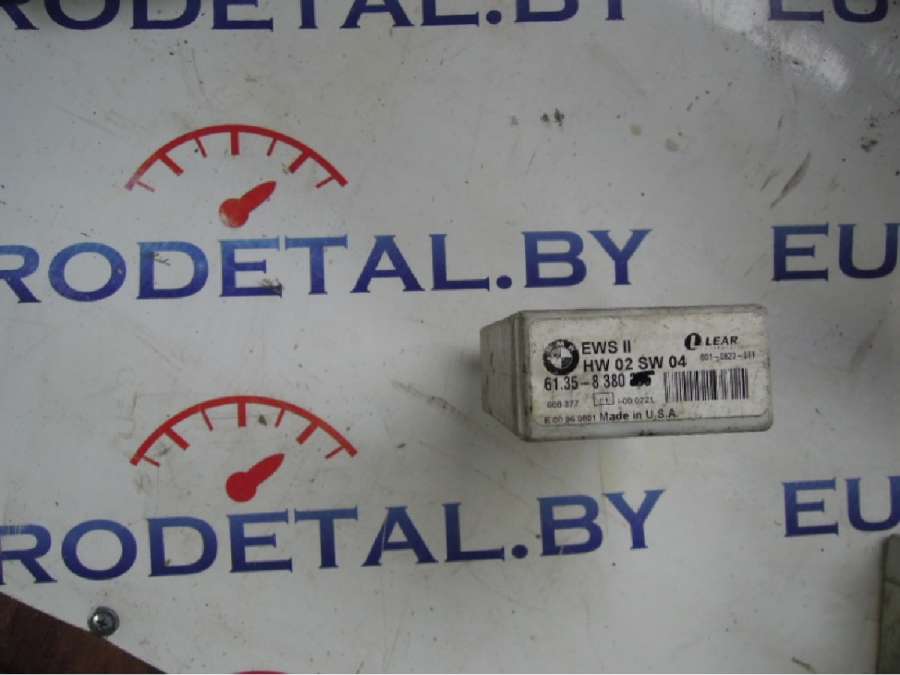 RODETAL.BY
EU
RODETAL.BY
EU
BMW
EWS II
LEAR
HW 02 SW 04
61.35-8 380
Made in U.S.A.
RODETAL.BY
EU